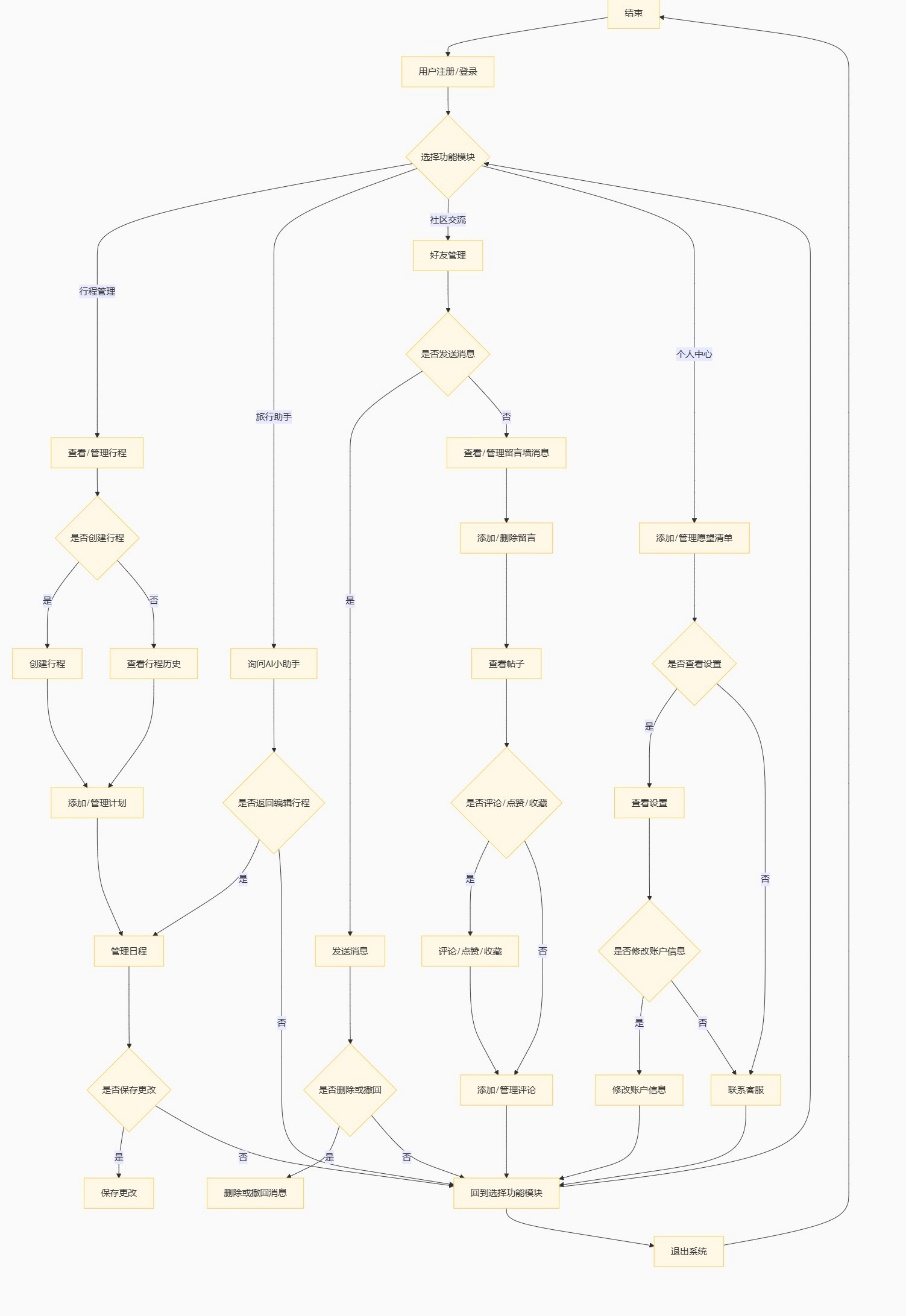 结束
用户注册/登录
选择功能模块
社区交流
好友管理
行程管理
是否发送消息
个人中心
旅行助手
否
查看/管理行程
查看/管理留言墙消息
是否创建行程
添加/删除留言
添加/管理愿望清单
是
否
是
创建行程
查看行程历史
询问AI小助手
查看帖子
是否查看设置
是
添加/管理计划
是否返回编辑行程
是否评论/点赞/收藏
查看设置
是
是
否
管理日程
发送消息
评论/点赞/收藏
否
是否修改账户信息
否
是
否
是否保存更改
是否删除或撤回
添加/管理评论
修改账户信息
联系客服
是
否
是
否
保存更改
删除或撤回消息
回到选择功能模块
退出系统